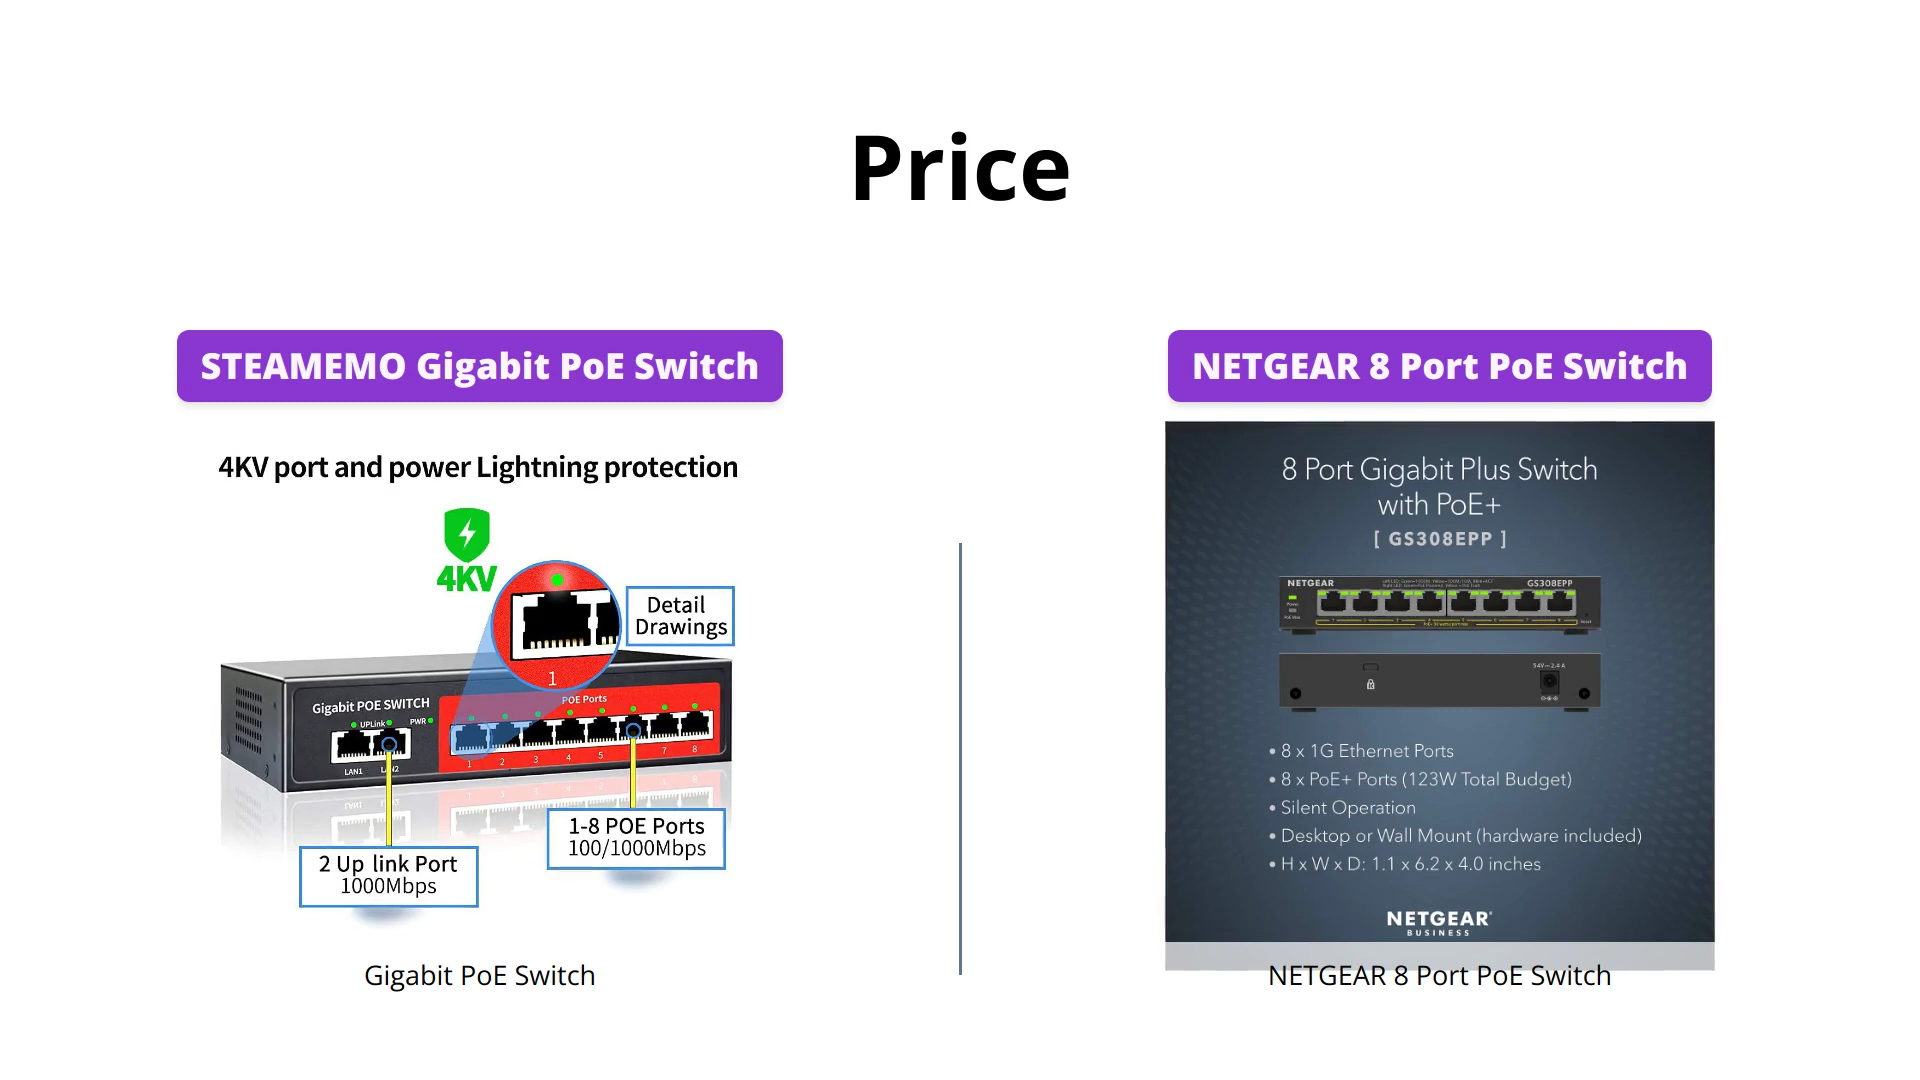 Price
STEAMEMO Gigabit PoE Switch
4KV port and power Lightning protection
4KV
Detail
Drawings
1
Gigabit POE SWITCH
UPLink
PWR
POE Ports
LAN1
1 2 3 4 5 7 8
1-8 POE Ports
100/1000Mbps
2 Up link Port
1000Mbps
Gigabit PoE Switch
NETGEAR 8 Port PoE Switch
8 Port Gigabit Plus Switch
with PoE+
[ GS308EPP ]
NETGEAR
GS308EPP
54V⎓2.4 A
• 8 x 1G Ethernet Ports
• 8 x PoE+ Ports (123W Total Budget)
• Silent Operation
• Desktop or Wall Mount (hardware included)
• H x W x D: 1.1 x 6.2 x 4.0 inches
NETGEAR®
BUSINESS
NETGEAR 8 Port PoE Switch